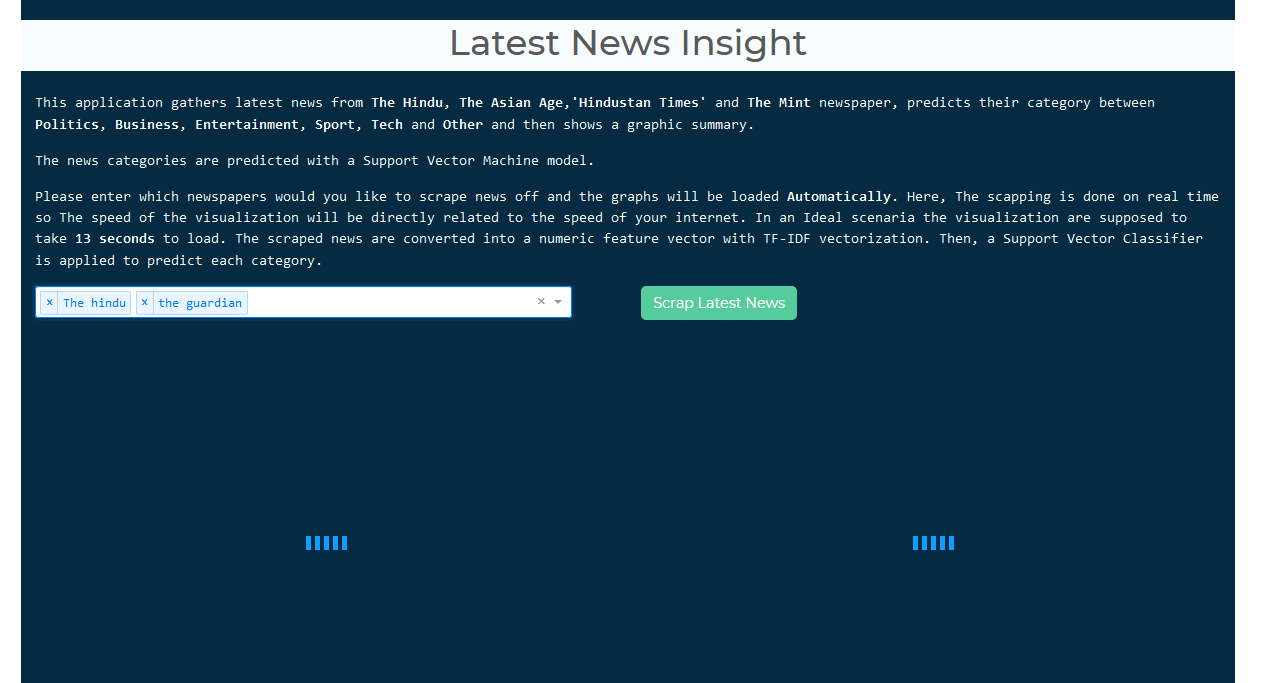 Latest News Insight
This application gathers latest news from The Hindu, The Asian Age,'Hindustan Times' and The Mint newspaper, predicts their category between
Politics, Business, Entertainment, Sport, Tech and Other and then shows a graphic summary.
The news categories are predicted with a Support Vector Machine model.
Please enter which newspapers would you like to scrape news off and the graphs will be loaded Automatically. Here, The scapping is done on real time
so The speed of the visualization will be directly related to the speed of your internet. In an Ideal scenaria the visualization are supposed to
take 13 seconds to load. The scraped news are converted into a numeric feature vector with TF-IDF vectorization. Then, a Support Vector Classifier
is applied to predict each category.
× The hindu × the guardian ×
Scrap Latest News